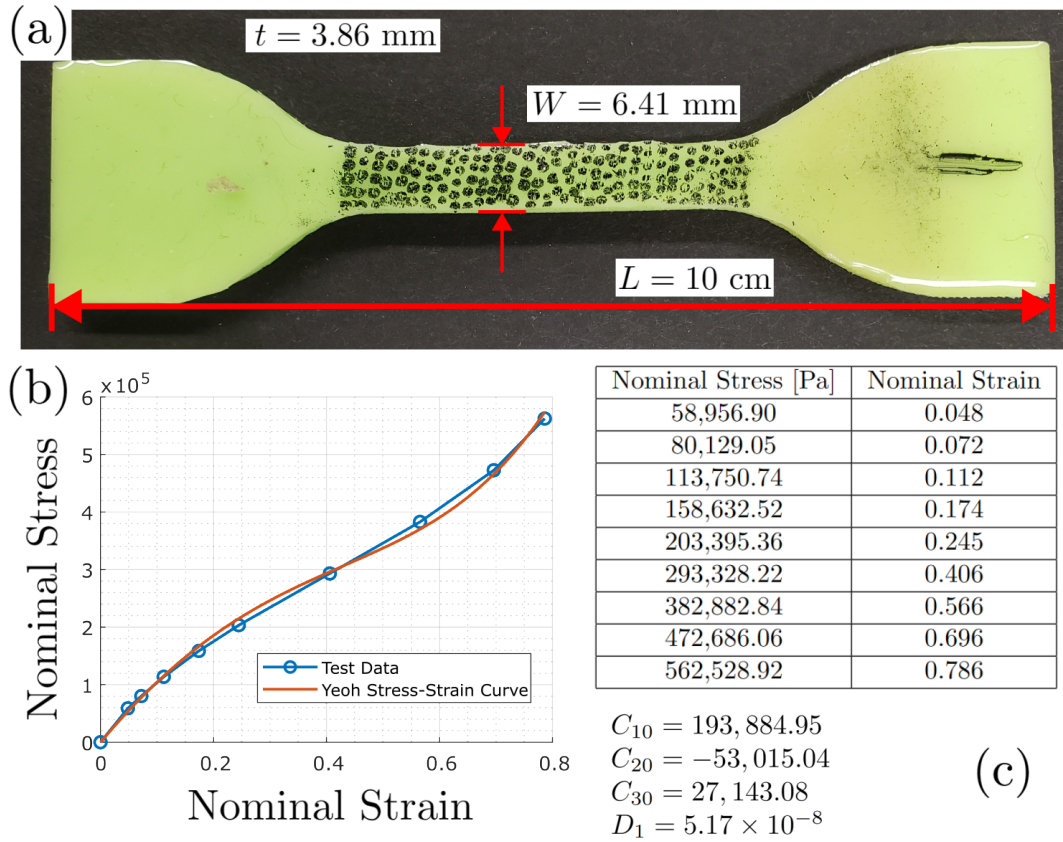 (a)
t = 3.86 mm
W = 6.41 mm
L = 10 cm
(b)
×10⁵
6
5
4
3
2
1
0
0 0.2 0.4 0.6 0.8
Nominal Stress
Nominal Strain
Test Data
Yeoh Stress-Strain Curve
Nominal Stress [Pa] Nominal Strain
58,956.90 0.048
80,129.05 0.072
113,750.74 0.112
158,632.52 0.174
203,395.36 0.245
293,328.22 0.406
382,882.84 0.566
472,686.06 0.696
562,528.92 0.786
C₁₀ = 193, 884.95
C₂₀ = −53, 015.04
C₃₀ = 27, 143.08
D₁ = 5.17 × 10⁻⁸
(c)